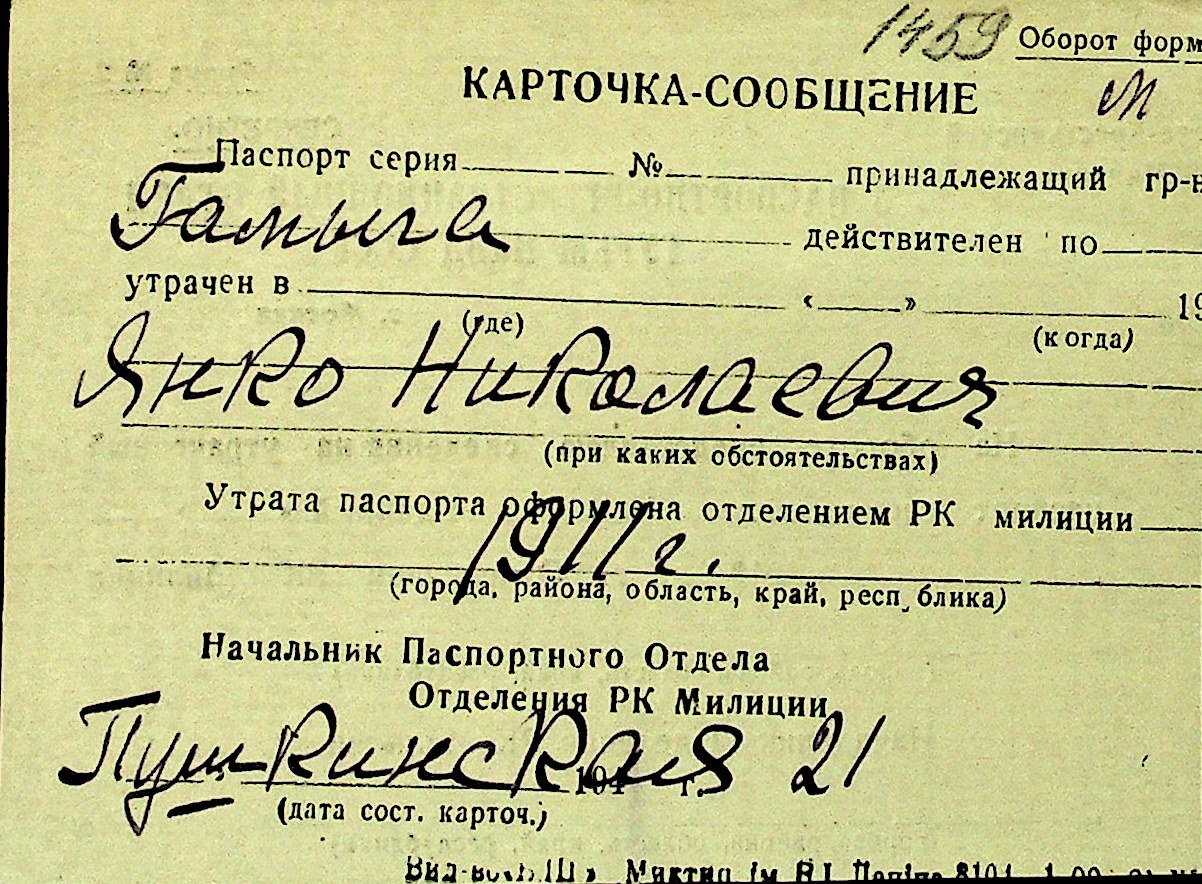 1459 Оборот форм
КАРТОЧКА-СООБЩЕНИЕ м
Паспорт серия № принадлежащий гр-н
Гамыга действителен по
утрачен в « » 19
(где) (когда)
Янко Николаевич
(при каких обстоятельствах)
Утрата паспорта оформлена отделением РК милиции
1911 г.
(города, района, область, край, республика)
Начальник Паспортного Отдела
Отделения РК Милиции
Пушкинская 21
194 г.
(дата сост. карточ.)